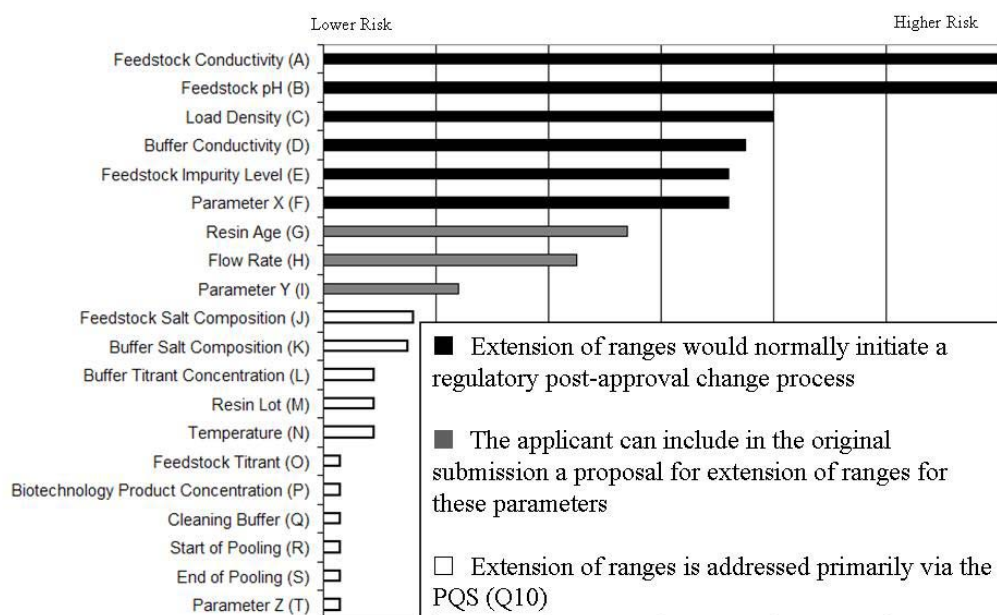 Lower Risk
Higher Risk
Feedstock Conductivity (A)
Feedstock pH (B)
Load Density (C)
Buffer Conductivity (D)
Feedstock Impurity Level (E)
Parameter X (F)
Resin Age (G)
Flow Rate (H)
Parameter Y (I)
Feedstock Salt Composition (J)
Buffer Salt Composition (K)
Buffer Titrant Concentration (L)
Resin Lot (M)
Temperature (N)
Feedstock Titrant (O)
Biotechnology Product Concentration (P)
Cleaning Buffer (Q)
Start of Pooling (R)
End of Pooling (S)
Parameter Z (T)
Extension of ranges would normally initiate a
regulatory post-approval change process
The applicant can include in the original
submission a proposal for extension of ranges for
these parameters
Extension of ranges is addressed primarily via the
PQS (Q10)